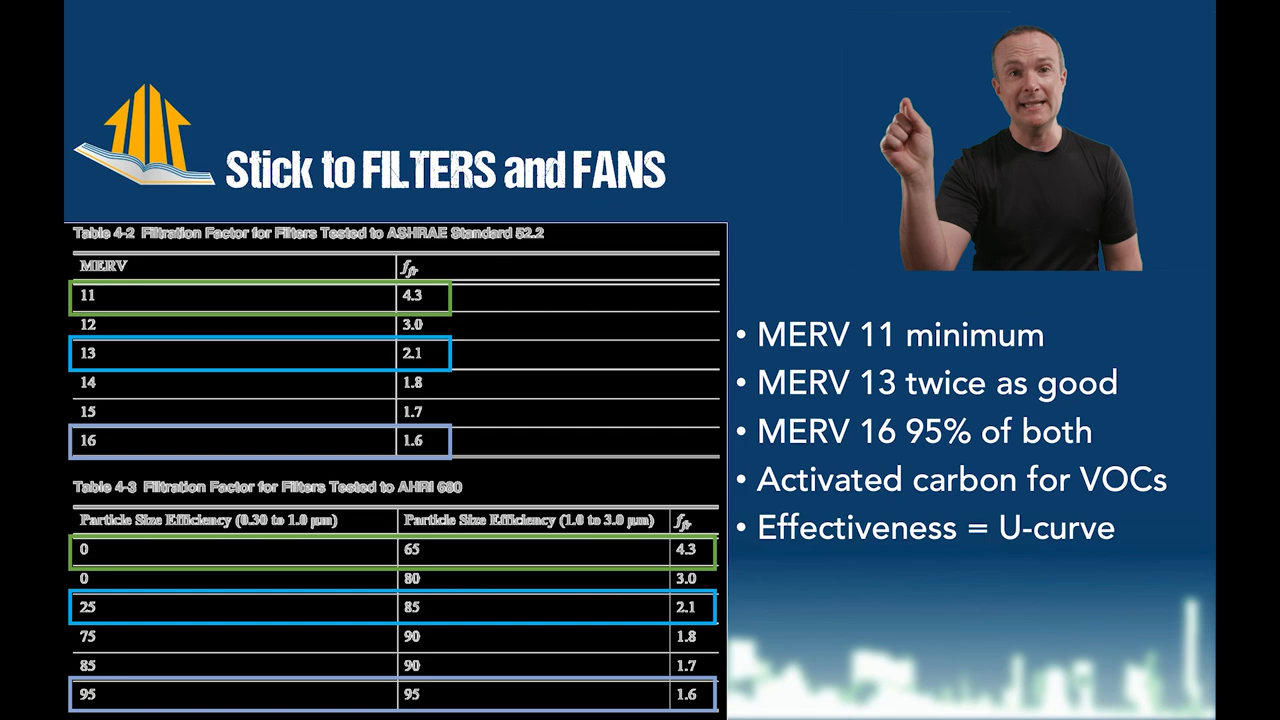 Stick to FILTERS and FANS
Table 4-2 Filtration Factor for Filters Tested to ASHRAE Standard 52.2
MERV f_fr
11 4.3
12 3.0
13 2.1
14 1.8
15 1.7
16 1.6
Table 4-3 Filtration Factor for Filters Tested to AHRI 680
Particle Size Efficiency (0.30 to 1.0 µm) Particle Size Efficiency (1.0 to 3.0 µm) f_fr
0 65 4.3
0 80 3.0
25 85 2.1
75 90 1.8
85 90 1.7
95 95 1.6
• MERV 11 minimum
• MERV 13 twice as good
• MERV 16 95% of both
• Activated carbon for VOCs
• Effectiveness = U-curve